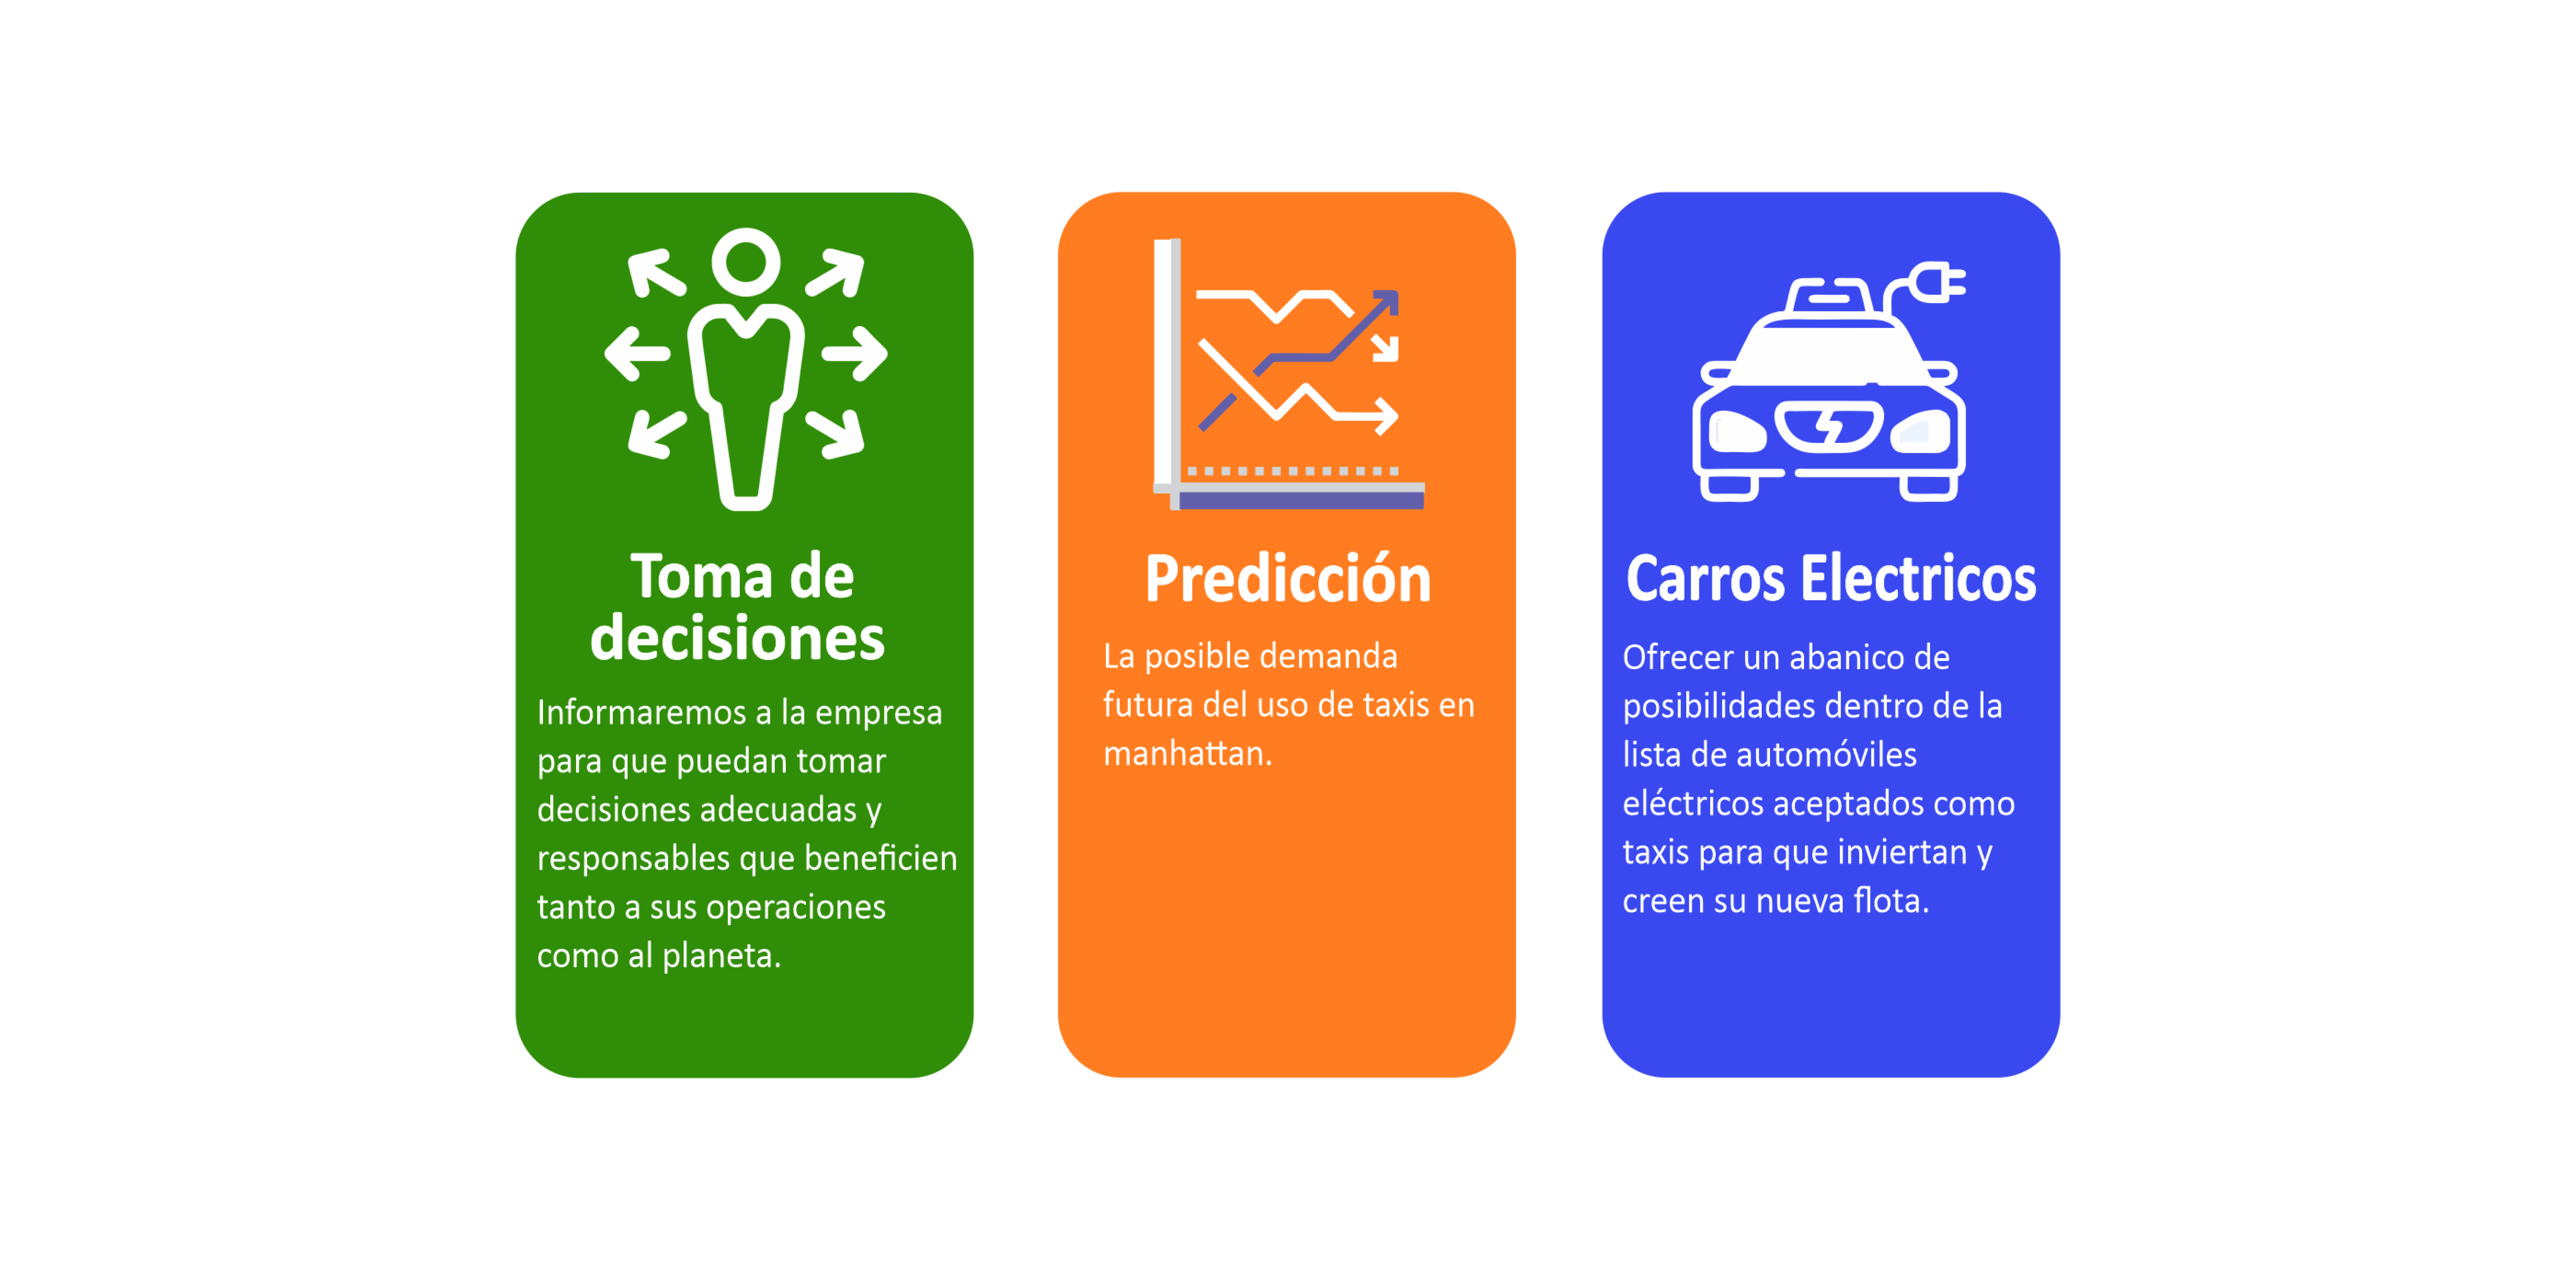 Toma de
decisiones
Informaremos a la empresa
para que puedan tomar
decisiones adecuadas y
responsables que beneficien
tanto a sus operaciones
como al planeta.
Predicción
La posible demanda
futura del uso de taxis en
manhattan.
Carros Electricos
Ofrecer un abanico de
posibilidades dentro de la
lista de automóviles
eléctricos aceptados como
taxis para que inviertan y
creen su nueva flota.